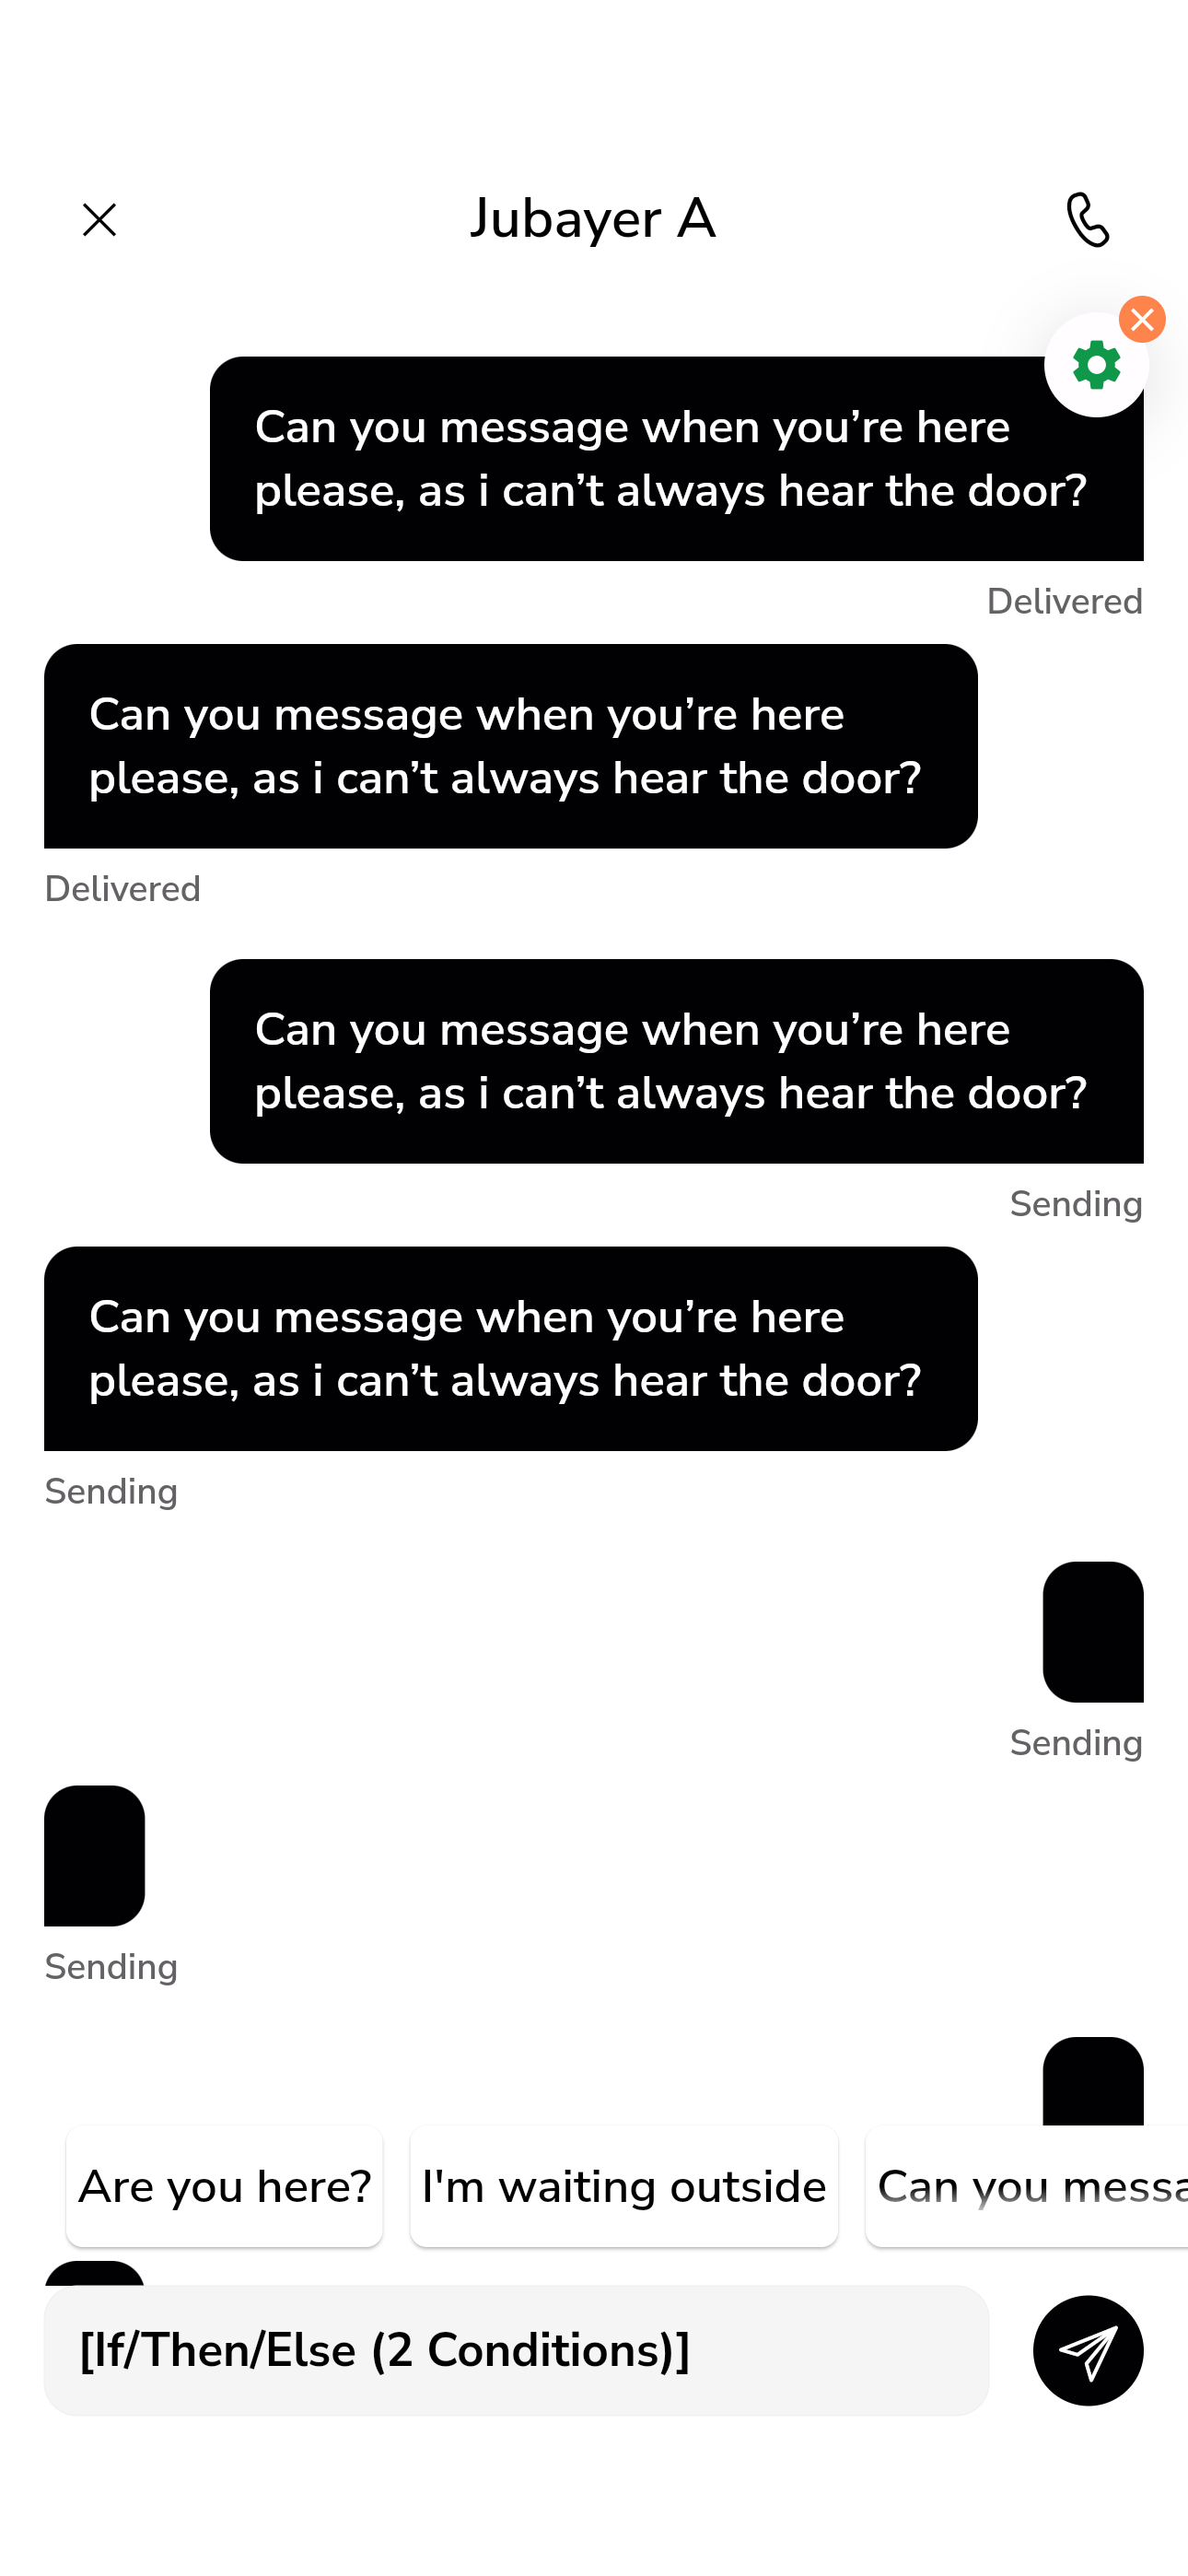 Jubayer A
Can you message when you’re here
please, as i can’t always hear the door?
Delivered
Can you message when you’re here
please, as i can’t always hear the door?
Delivered
Can you message when you’re here
please, as i can’t always hear the door?
Sending
Can you message when you’re here
please, as i can’t always hear the door?
Sending
Sending
Sending
Are you here?
I'm waiting outside
Can you
[If/Then/Else (2 Conditions)]